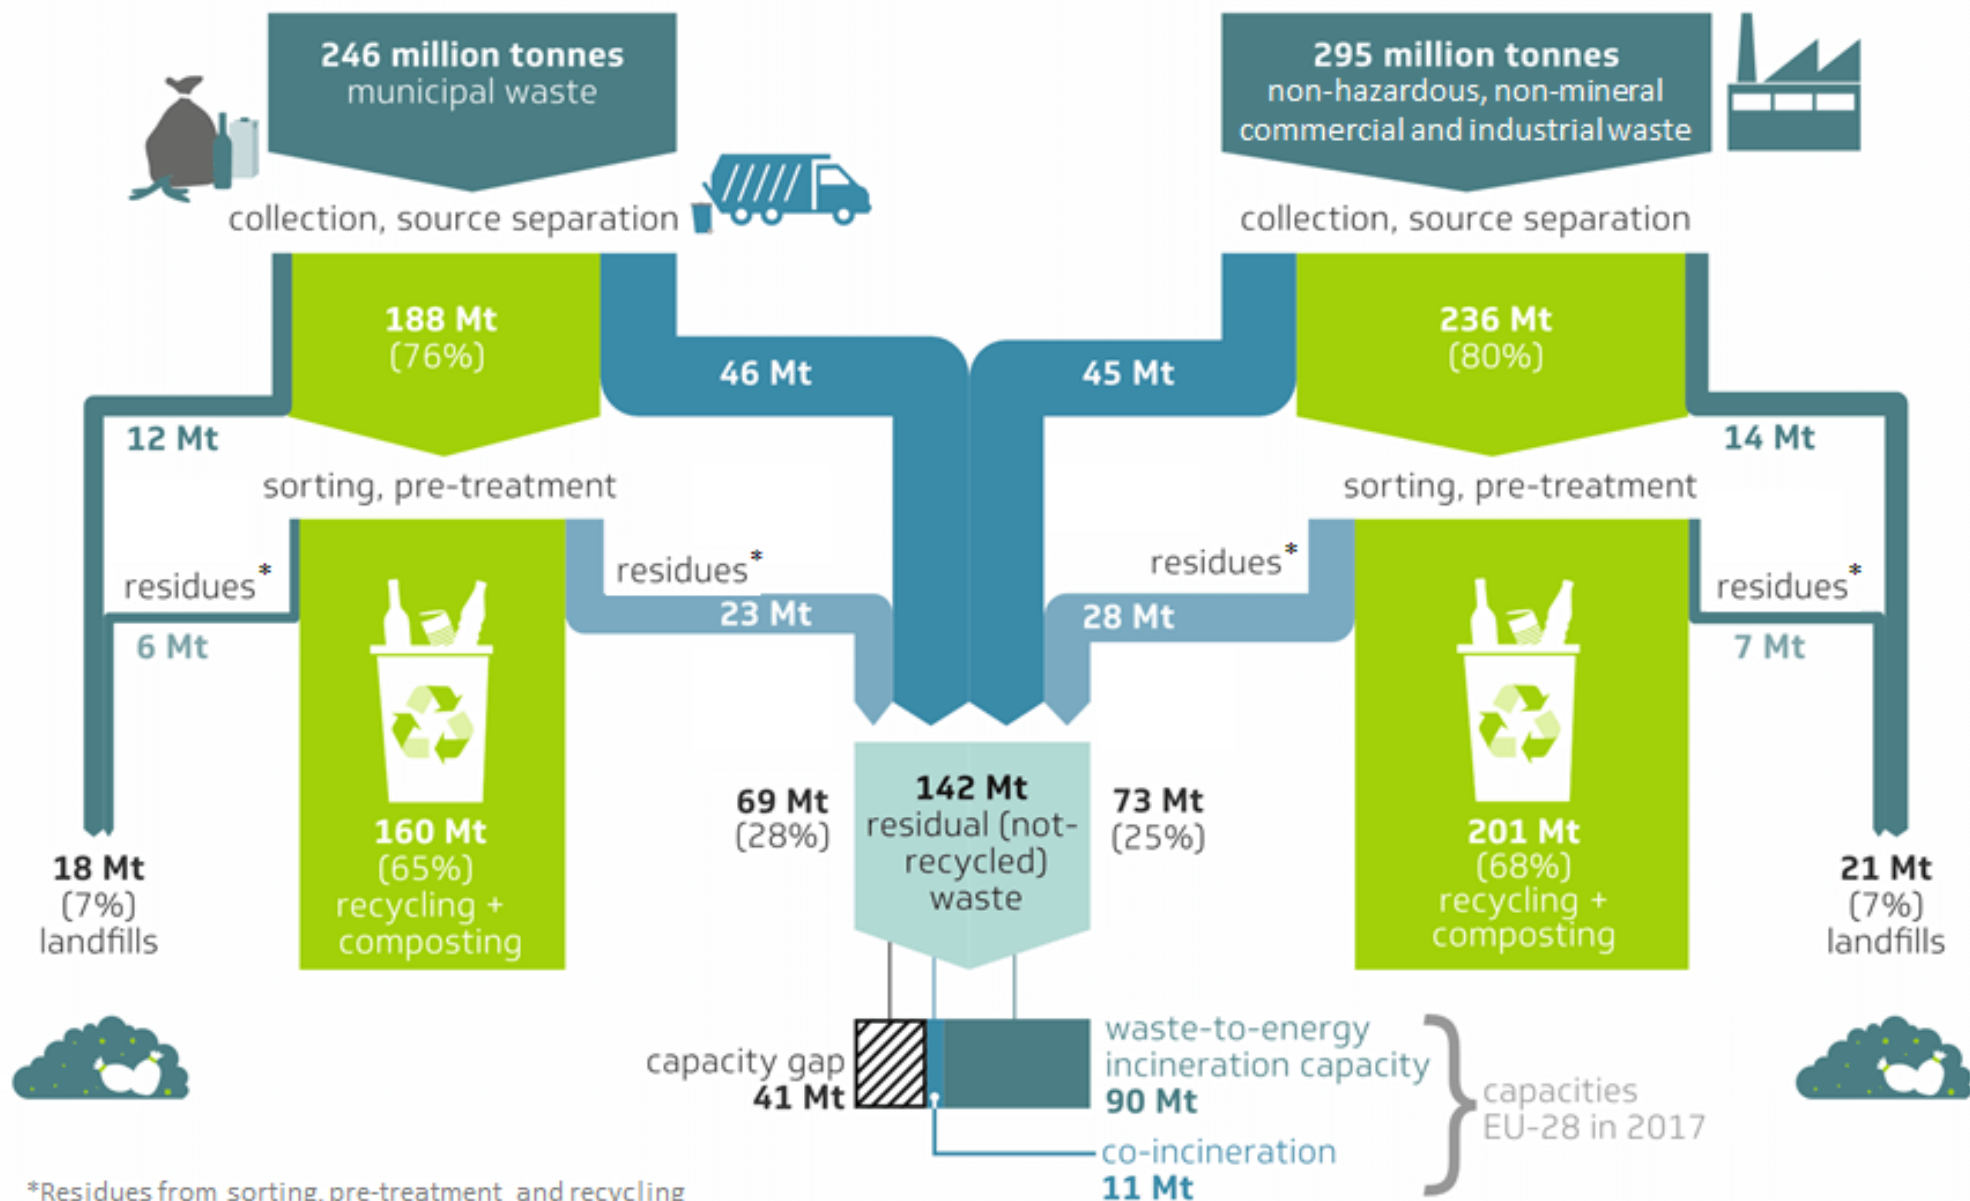 246 million tonnes
municipal waste
295 million tonnes
non-hazardous, non-mineral
commercial and industrial waste
collection, source separation
collection, source separation
188 Mt
(76%)
46 Mt
45 Mt
236 Mt
(80%)
12 Mt
14 Mt
sorting, pre-treatment
sorting, pre-treatment
residues*
residues*
residues*
residues*
6 Mt
23 Mt
28 Mt
7 Mt
160 Mt
(65%)
recycling +
composting
69 Mt
(28%)
142 Mt
residual (not-
recycled)
waste
73 Mt
(25%)
201 Mt
(68%)
recycling +
composting
18 Mt
(7%)
landfills
21 Mt
(7%)
landfills
capacity gap
41 Mt
waste-to-energy
incineration capacity
90 Mt
co-incineration
11 Mt
capacities
EU-28 in 2017
*Residues from sorting, pre-treatment and recycling